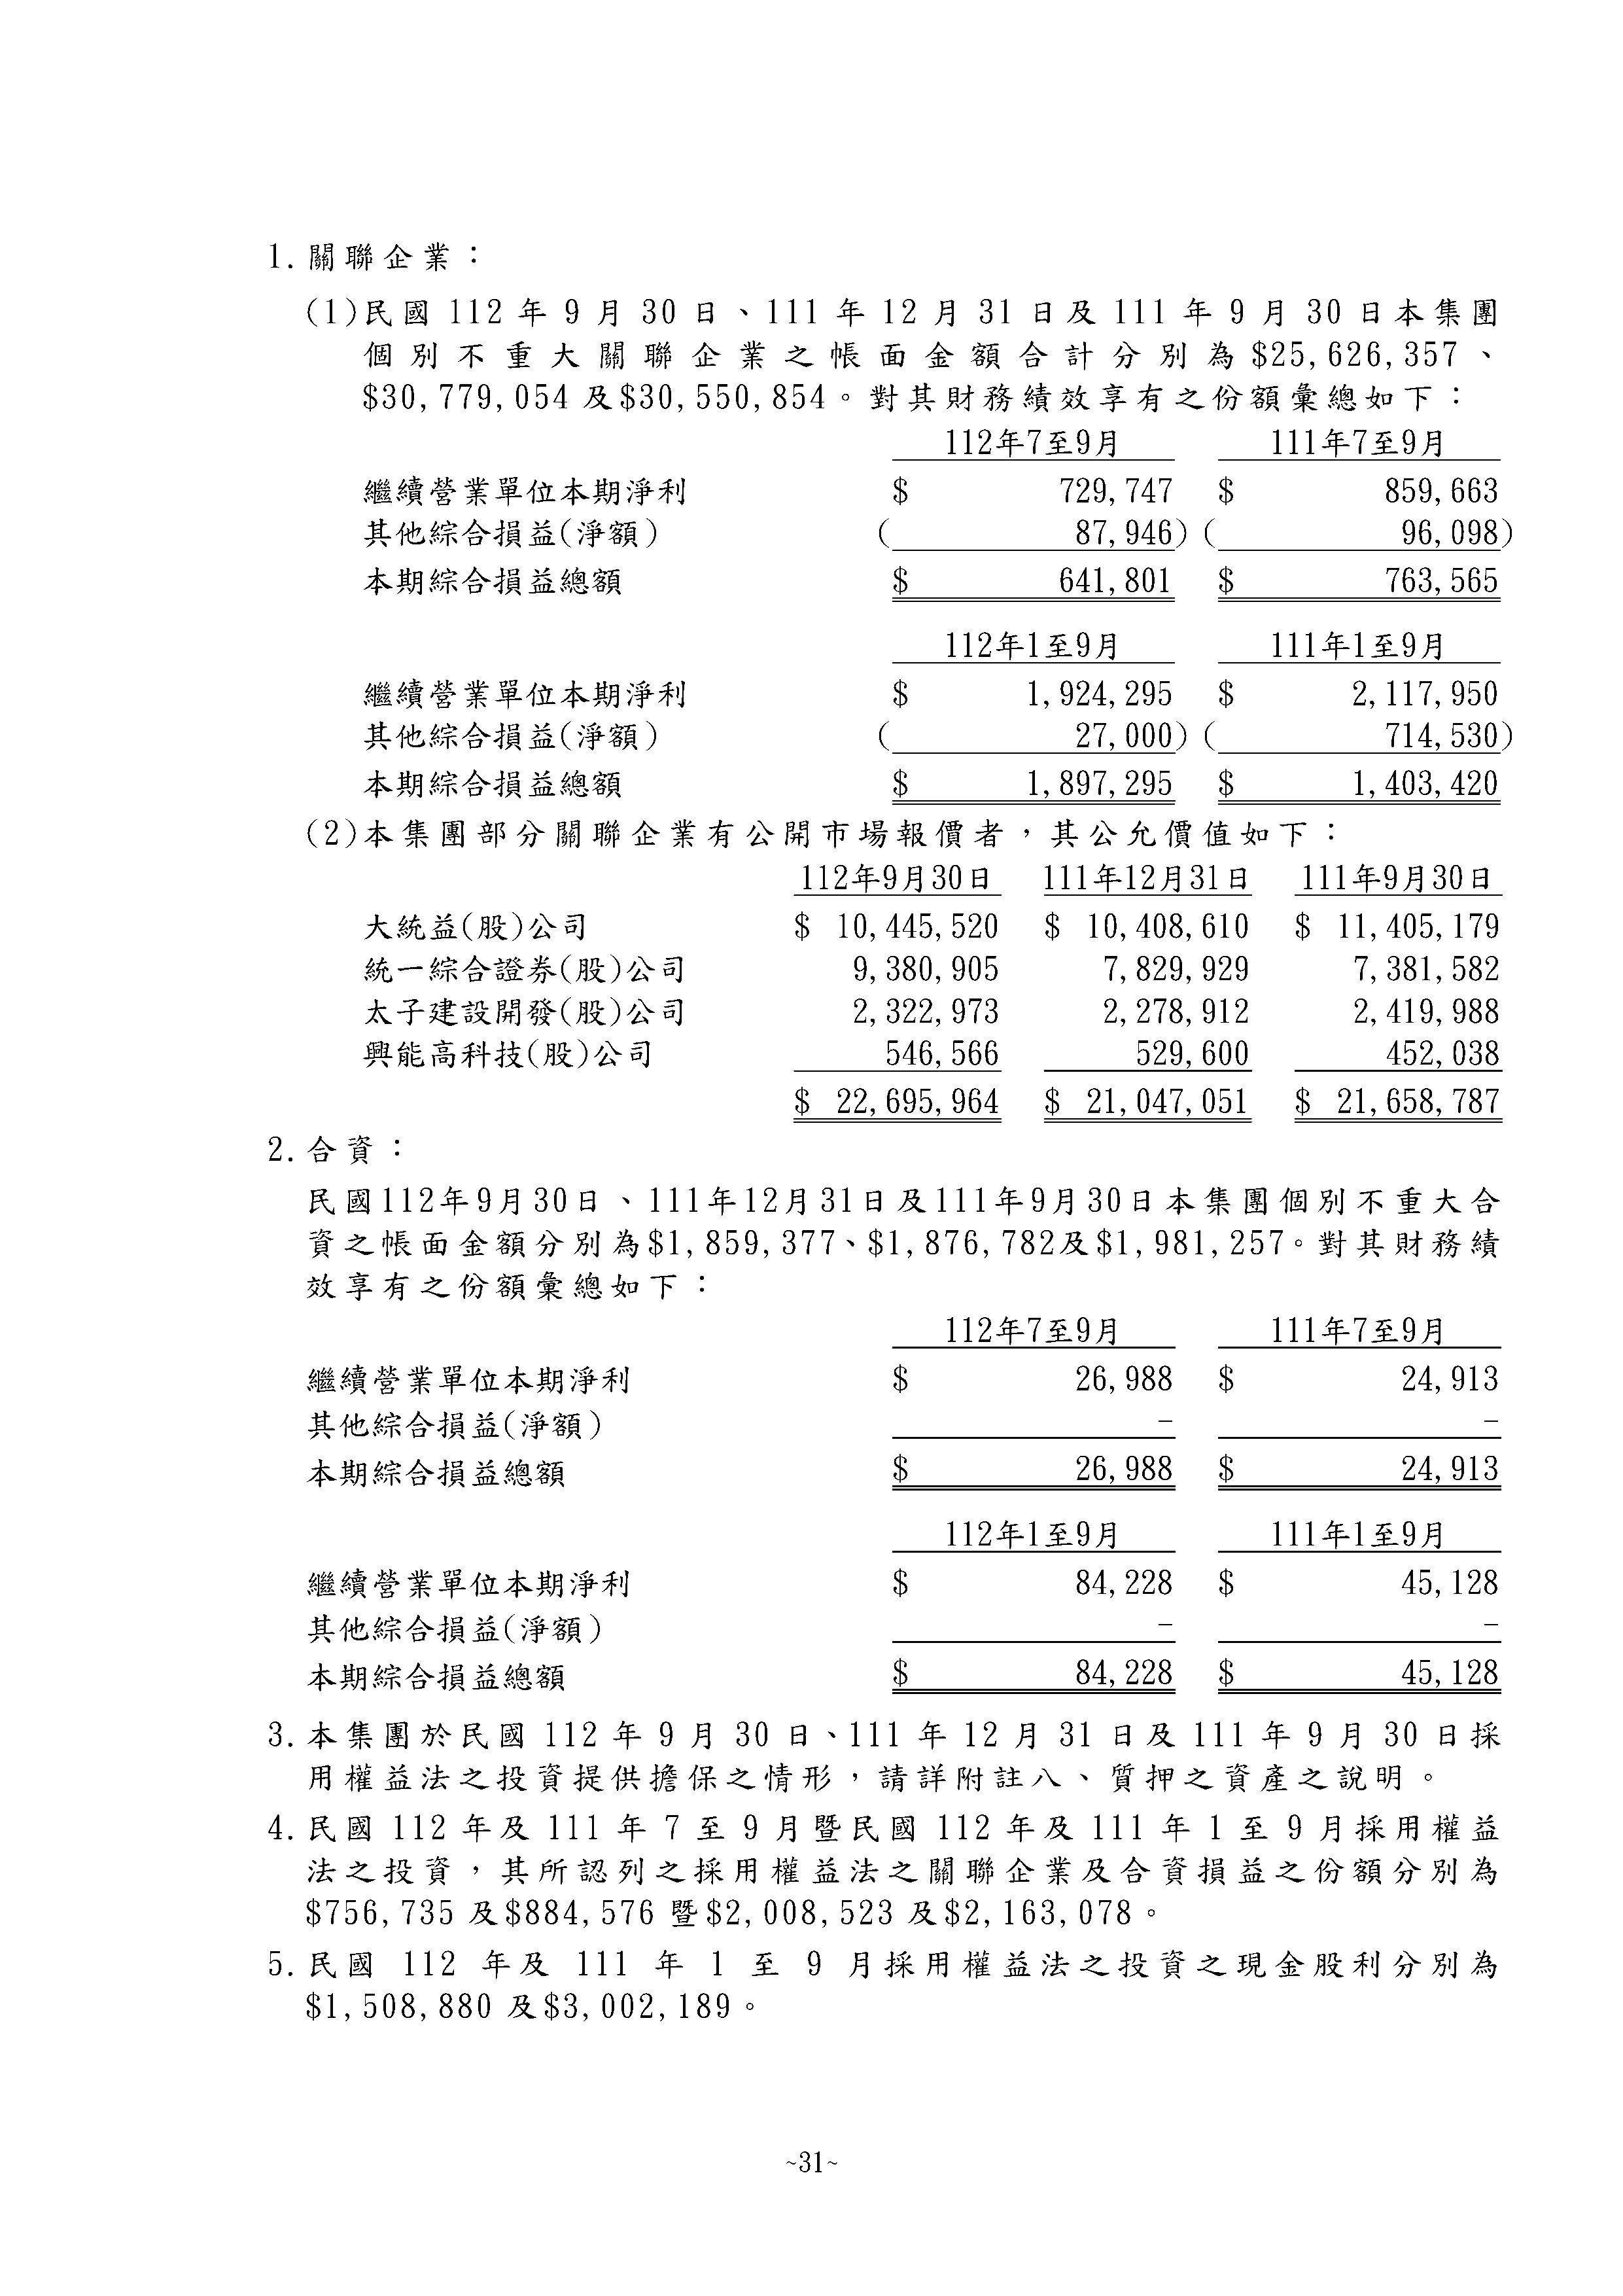 1.關聯企業：
(1)民國 112 年 9 月 30 日、111 年 12 月 31 日及 111 年 9 月 30 日本集團
個別不重大關聯企業之帳面金額合計分別為$25,626,357、
$30,779,054 及$30,550,854。對其財務績效享有之份額彙總如下：
112年7至9月 111年7至9月
繼續營業單位本期淨利 $ 729,747 $ 859,663
其他綜合損益(淨額) ( 87,946) ( 96,098)
本期綜合損益總額 $ 641,801 $ 763,565
112年1至9月 111年1至9月
繼續營業單位本期淨利 $ 1,924,295 $ 2,117,950
其他綜合損益(淨額) ( 27,000) ( 714,530)
本期綜合損益總額 $ 1,897,295 $ 1,403,420
(2)本集團部分關聯企業有公開市場報價者，其公允價值如下：
112年9月30日 111年12月31日 111年9月30日
大統益(股)公司 $ 10,445,520 $ 10,408,610 $ 11,405,179
統一綜合證券(股)公司 9,380,905 7,829,929 7,381,582
太子建設開發(股)公司 2,322,973 2,278,912 2,419,988
興能高科技(股)公司 546,566 529,600 452,038
$ 22,695,964 $ 21,047,051 $ 21,658,787
2.合資：
民國112年9月30日、111年12月31日及111年9月30日本集團個別不重大合
資之帳面金額分別為$1,859,377、$1,876,782及$1,981,257。對其財務績
效享有之份額彙總如下：
112年7至9月 111年7至9月
繼續營業單位本期淨利 $ 26,988 $ 24,913
其他綜合損益(淨額) - -
本期綜合損益總額 $ 26,988 $ 24,913
112年1至9月 111年1至9月
繼續營業單位本期淨利 $ 84,228 $ 45,128
其他綜合損益(淨額) - -
本期綜合損益總額 $ 84,228 $ 45,128
3.本集團於民國 112 年 9 月 30 日、111 年 12 月 31 日及 111 年 9 月 30 日採
用權益法之投資提供擔保之情形，請詳附註八、質押之資產之說明。
4.民國 112 年及 111 年 7 至 9 月暨民國 112 年及 111 年 1 至 9 月採用權益
法之投資，其所認列之採用權益法之關聯企業及合資損益之份額分別為
$756,735 及$884,576 暨$2,008,523 及$2,163,078。
5.民國 112 年及 111 年 1 至 9 月採用權益法之投資之現金股利分別為
$1,508,880 及$3,002,189。
~31~